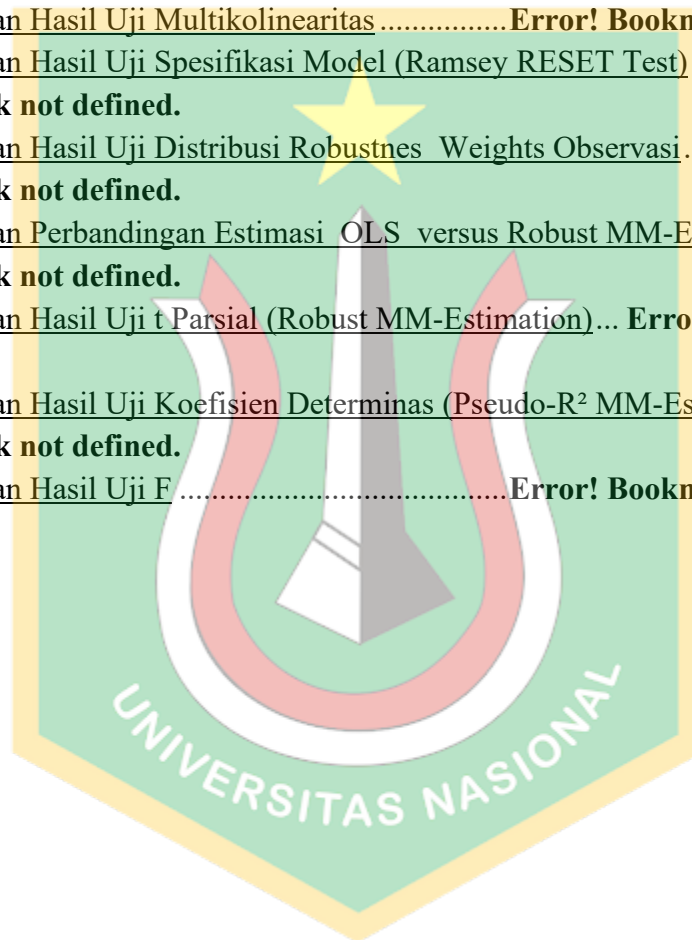 an Hasil Uji Multikolinearitas ................Error! Bookn
an Hasil Uji Spesifikasi Model (Ramsey RESET Test)
k not defined.
an Hasil Uji Distribusi Robustnes Weights Observasi..
k not defined.
an Perbandingan Estimasi OLS versus Robust MM-E
k not defined.
an Hasil Uji t Parsial (Robust MM-Estimation)... Erro
an Hasil Uji Koefisien Determinas (Pseudo-R² MM-Es
k not defined.
an Hasil Uji F ..........................................Error! Bookn
UNIVERSITAS NASIONAL